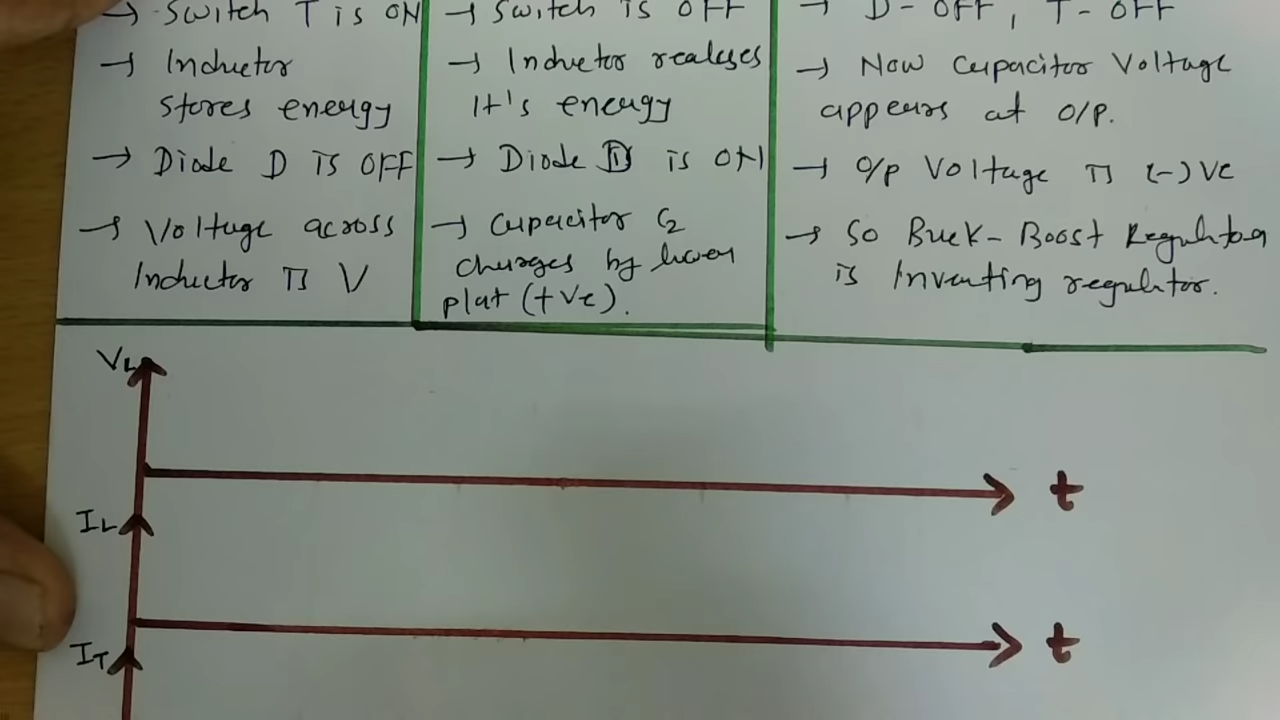 → Switch T is ON
→ Inductor
stores energy
→ Diode D is OFF
→ Voltage across
Inductor is V
→ Switch is OFF
→ Inductor realeses
It's energy
→ Diode D is ON
→ Capacitor C2
charges by lower
plat (+ve).
→ D - OFF, T - OFF
→ Now Capacitor Voltage
appears at O/P.
→ O/P Voltage is (-) ve
→ So Buck-Boost Regulator
is Inverting regulator.
VL
t
IL
t
IT